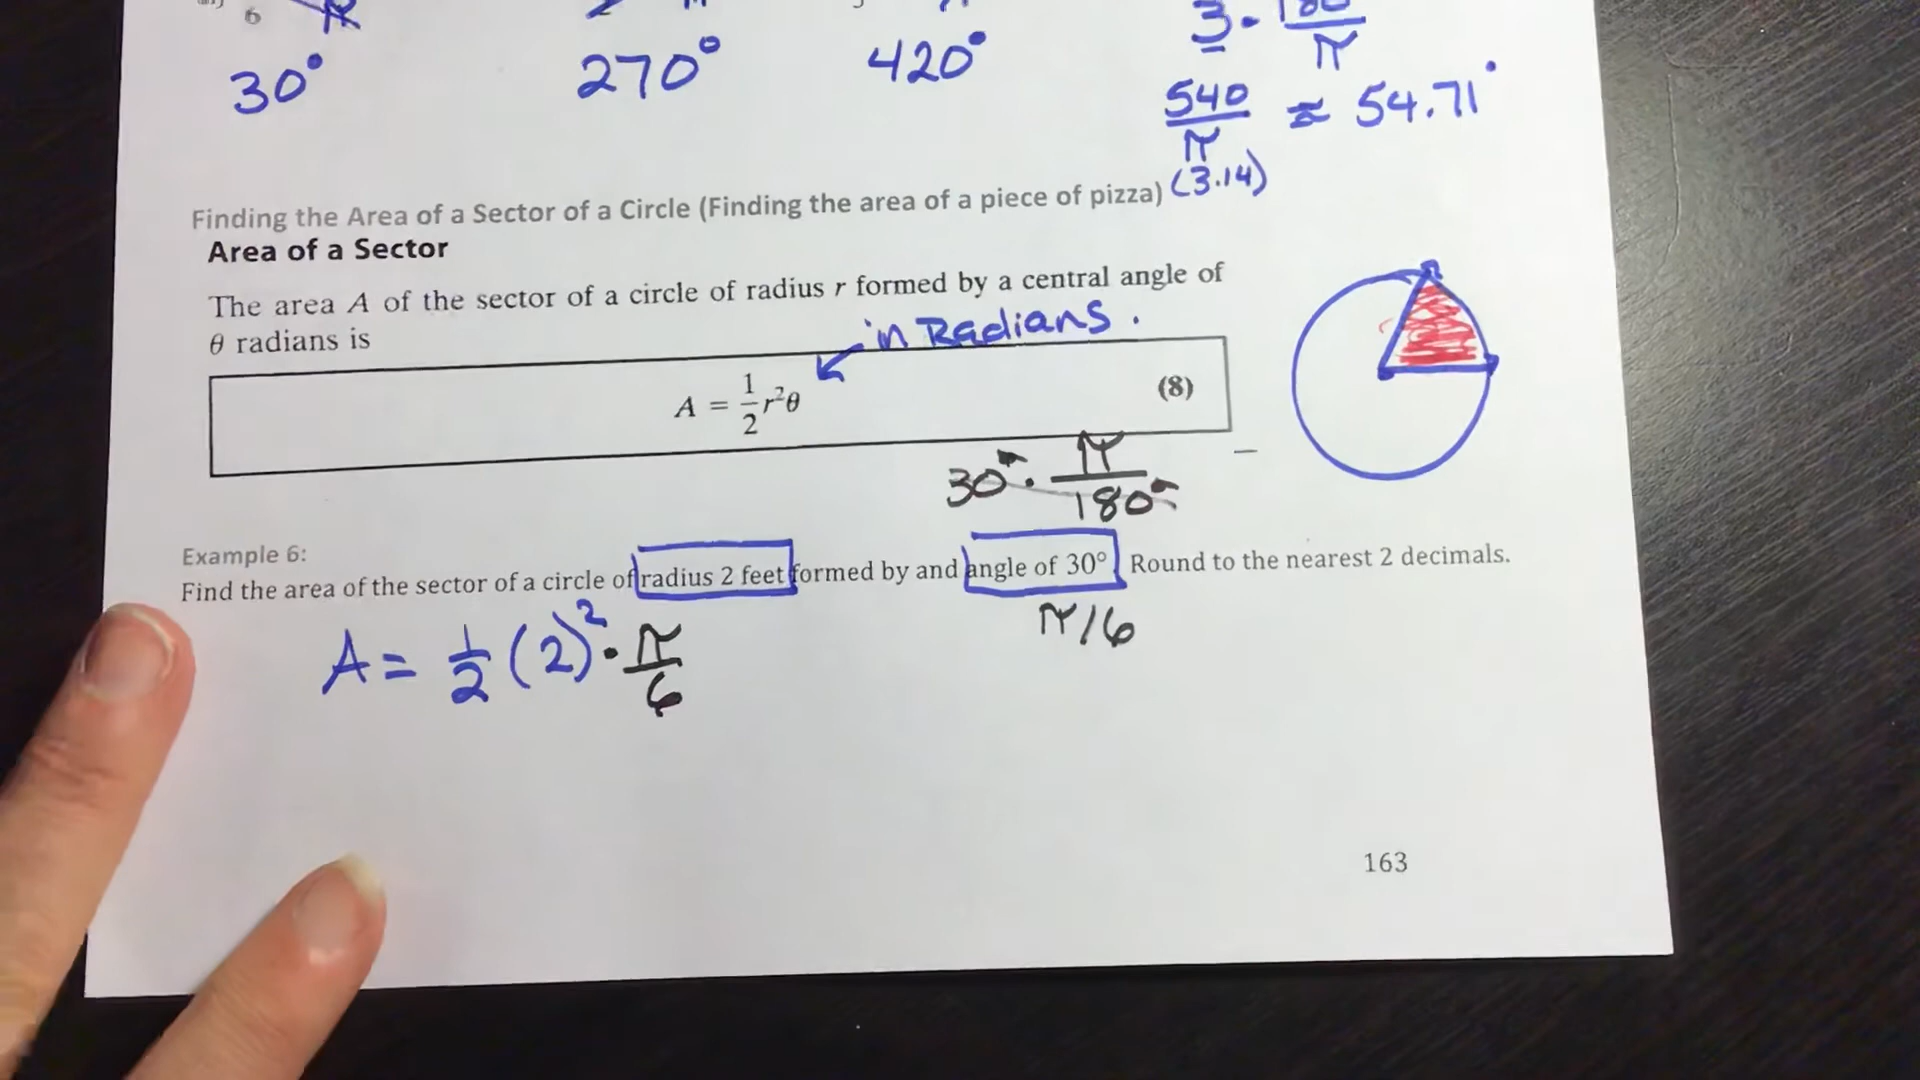 6
30° 270° 420° 3 · 180/π
540/π ≈ 54.71°
(3.14)
Finding the Area of a Sector of a Circle (Finding the area of a piece of pizza)
Area of a Sector
The area A of the sector of a circle of radius r formed by a central angle of
θ radians is
in Radians.
A = 1/2 r²θ (8)
30° · π/180°
Example 6:
Find the area of the sector of a circle of radius 2 feet formed by and angle of 30° Round to the nearest 2 decimals.
π/6
A = 1/2 (2)² · π/6
163